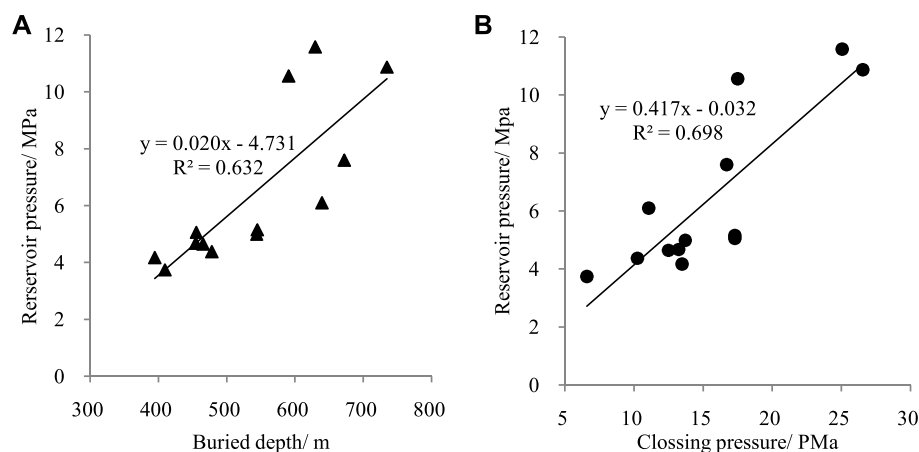 A
12
10
8
6
4
2
0
Rerservoir pressure/ MPa
y = 0.020x - 4.731
R² = 0.632
300 400 500 600 700 800
Buried depth/ m
B
12
10
8
6
4
2
0
Reservoir pressure/ Mpa
y = 0.417x - 0.032
R² = 0.698
5 10 15 20 25 30
Clossing pressure/ PMa